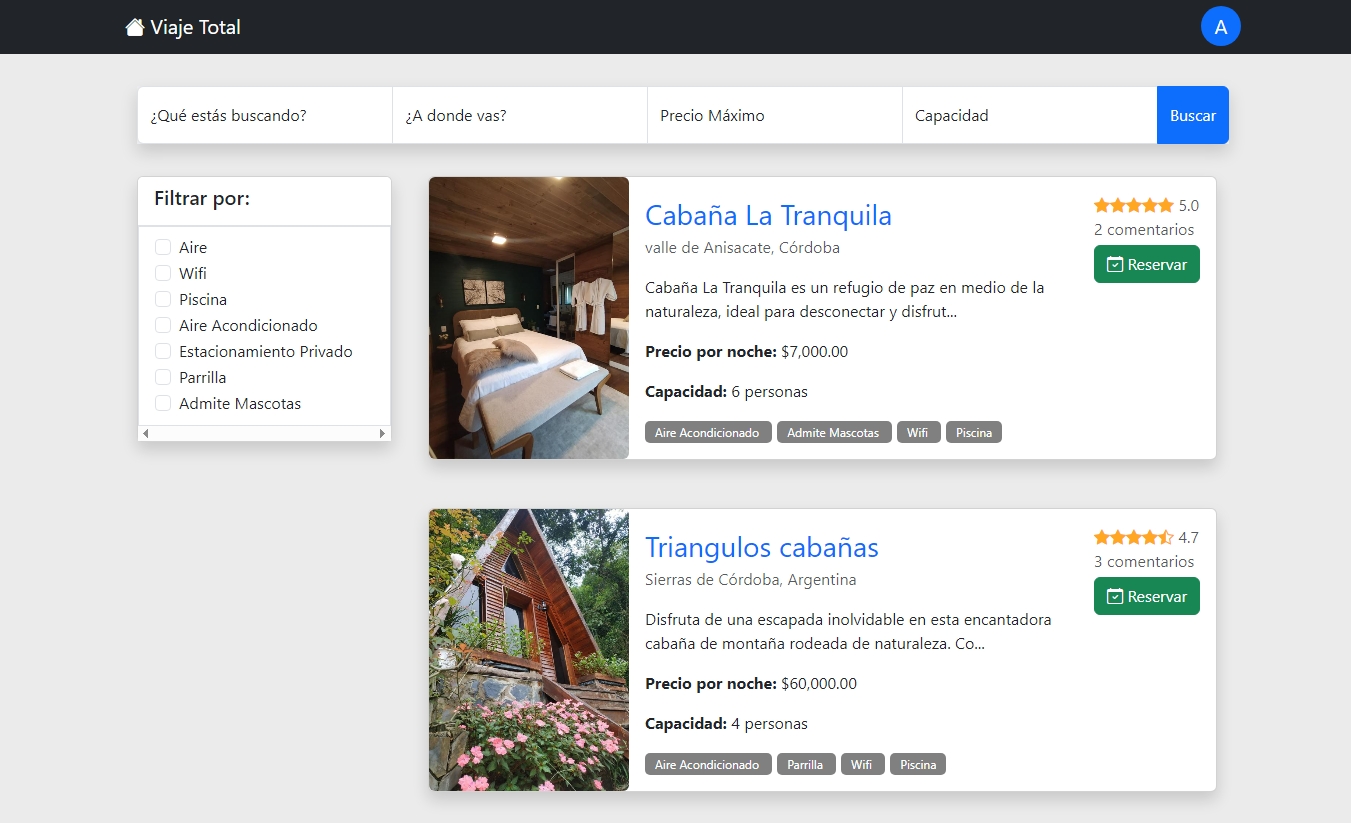 Viaje Total
A
¿Qué estás buscando?
¿A donde vas?
Precio Máximo
Capacidad
Buscar
Filtrar por:
Aire
Wifi
Piscina
Aire Acondicionado
Estacionamiento Privado
Parrilla
Admite Mascotas
Cabaña La Tranquila
valle de Anisacate, Córdoba
Cabaña La Tranquila es un refugio de paz en medio de la
naturaleza, ideal para desconectar y disfrut...
Precio por noche: $7,000.00
Capacidad: 6 personas
Aire Acondicionado
Admite Mascotas
Wifi
Piscina
5.0
2 comentarios
Reservar
Triangulos cabañas
Sierras de Córdoba, Argentina
Disfruta de una escapada inolvidable en esta encantadora
cabaña de montaña rodeada de naturaleza. Co...
Precio por noche: $60,000.00
Capacidad: 4 personas
Aire Acondicionado
Parrilla
Wifi
Piscina
4.7
3 comentarios
Reservar